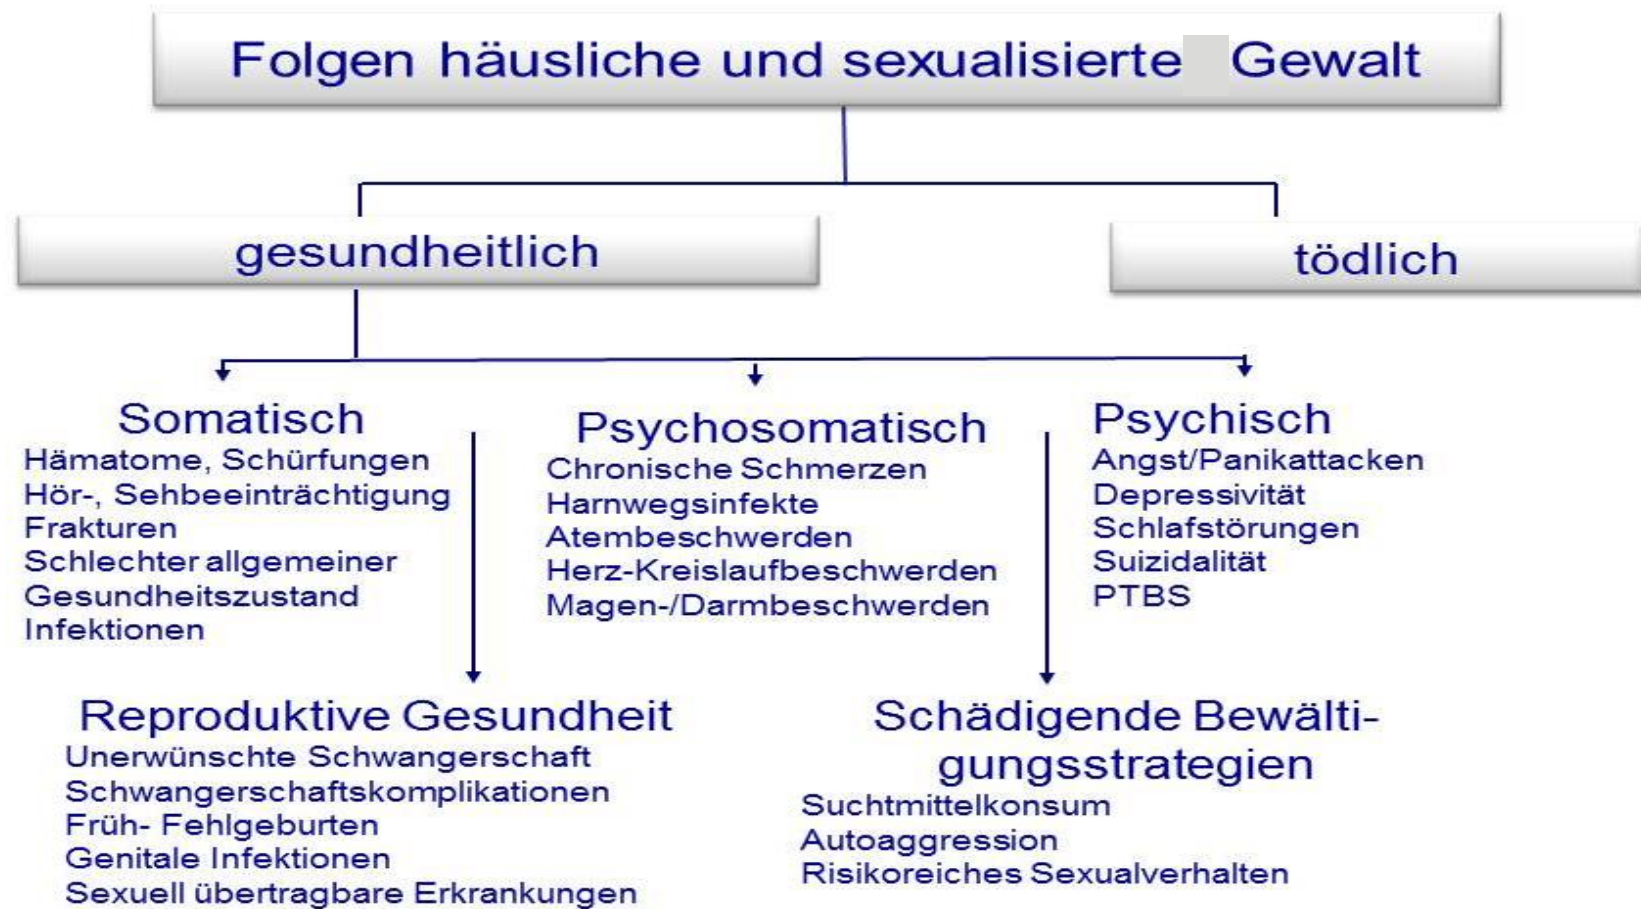 Folgen häusliche und sexualisierte Gewalt
gesundheitlich
tödlich
Somatisch
Hämatome, Schürfungen
Hör-, Sehbeeinträchtigung
Frakturen
Schlechter allgemeiner
Gesundheitszustand
Infektionen
Psychosomatisch
Chronische Schmerzen
Harnwegsinfekte
Atembeschwerden
Herz-Kreislaufbeschwerden
Magen-/Darmbeschwerden
Psychisch
Angst/Panikattacken
Depressivität
Schlafstörungen
Suizidalität
PTBS
Reproduktive Gesundheit
Unerwünschte Schwangerschaft
Schwangerschaftskomplikationen
Früh- Fehlgeburten
Genitale Infektionen
Sexuell übertragbare Erkrankungen
Schädigende Bewälti-
gungsstrategien
Suchtmittelkonsum
Autoaggression
Risikoreiches Sexualverhalten